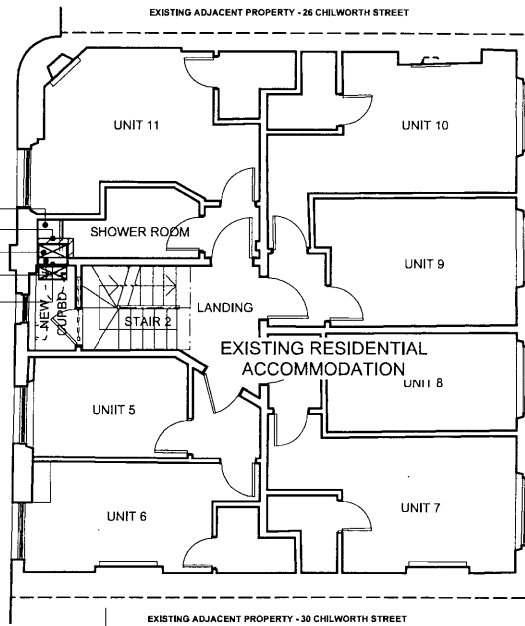 EXISTING ADJACENT PROPERTY - 26 CHILWORTH STREET
UNIT 11
UNIT 10
SHOWER ROOM
UNIT 9
NEW
CUPBD
LANDING
STAIR 2
EXISTING RESIDENTIAL
ACCOMMODATION
UNIT 8
UNIIT 5
UNIT 7
UNIT 6
EXISTING ADJACENT PROPERTY - 30 CHILWORTH STREET